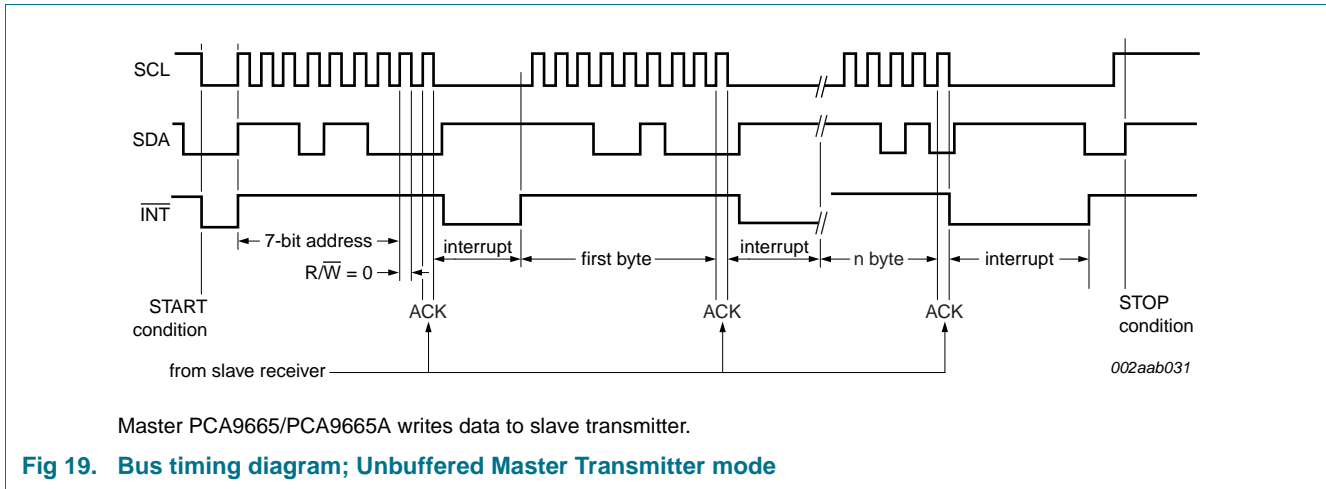 SCL
SDA
INT
7-bit address
interrupt
first byte
interrupt
n byte
interrupt
R/W = 0
START
condition
ACK
ACK
ACK
STOP
condition
from slave receiver
002aab031
Master PCA9665/PCA9665A writes data to slave transmitter.
Fig 19. Bus timing diagram; Unbuffered Master Transmitter mode